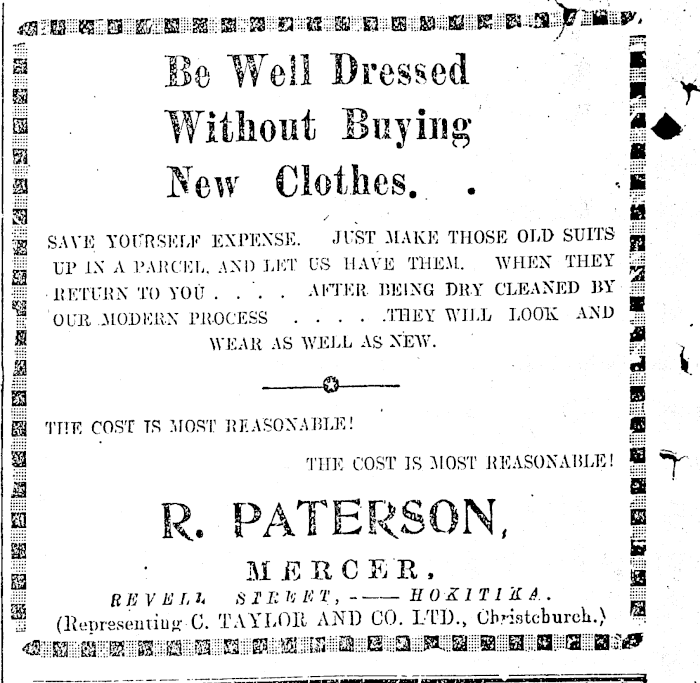 Be Well Dressed
Without Buying
New Clothes. .
SAVE YOURSELF EXPENSE. JUST MAKE THOSE OLD SUITS
UP IN A PARCEL, AND LET US HAVE THEM. WHEN THEY
RETURN TO YOU . . . . AFTER BEING DRY CLEANED BY
OUR MODERN PROCESS . . . . .THEY WILL LOOK AND
WEAR AS WELL AS NEW.
THE COST IS MOST REASONABLE!
THE COST IS MOST REASONABLE!
R. PATERSON,
MERCER,
REVELL STREET, —— HOKITIKA.
(Representing C. TAYLOR AND CO. LTD., Christchurch.)